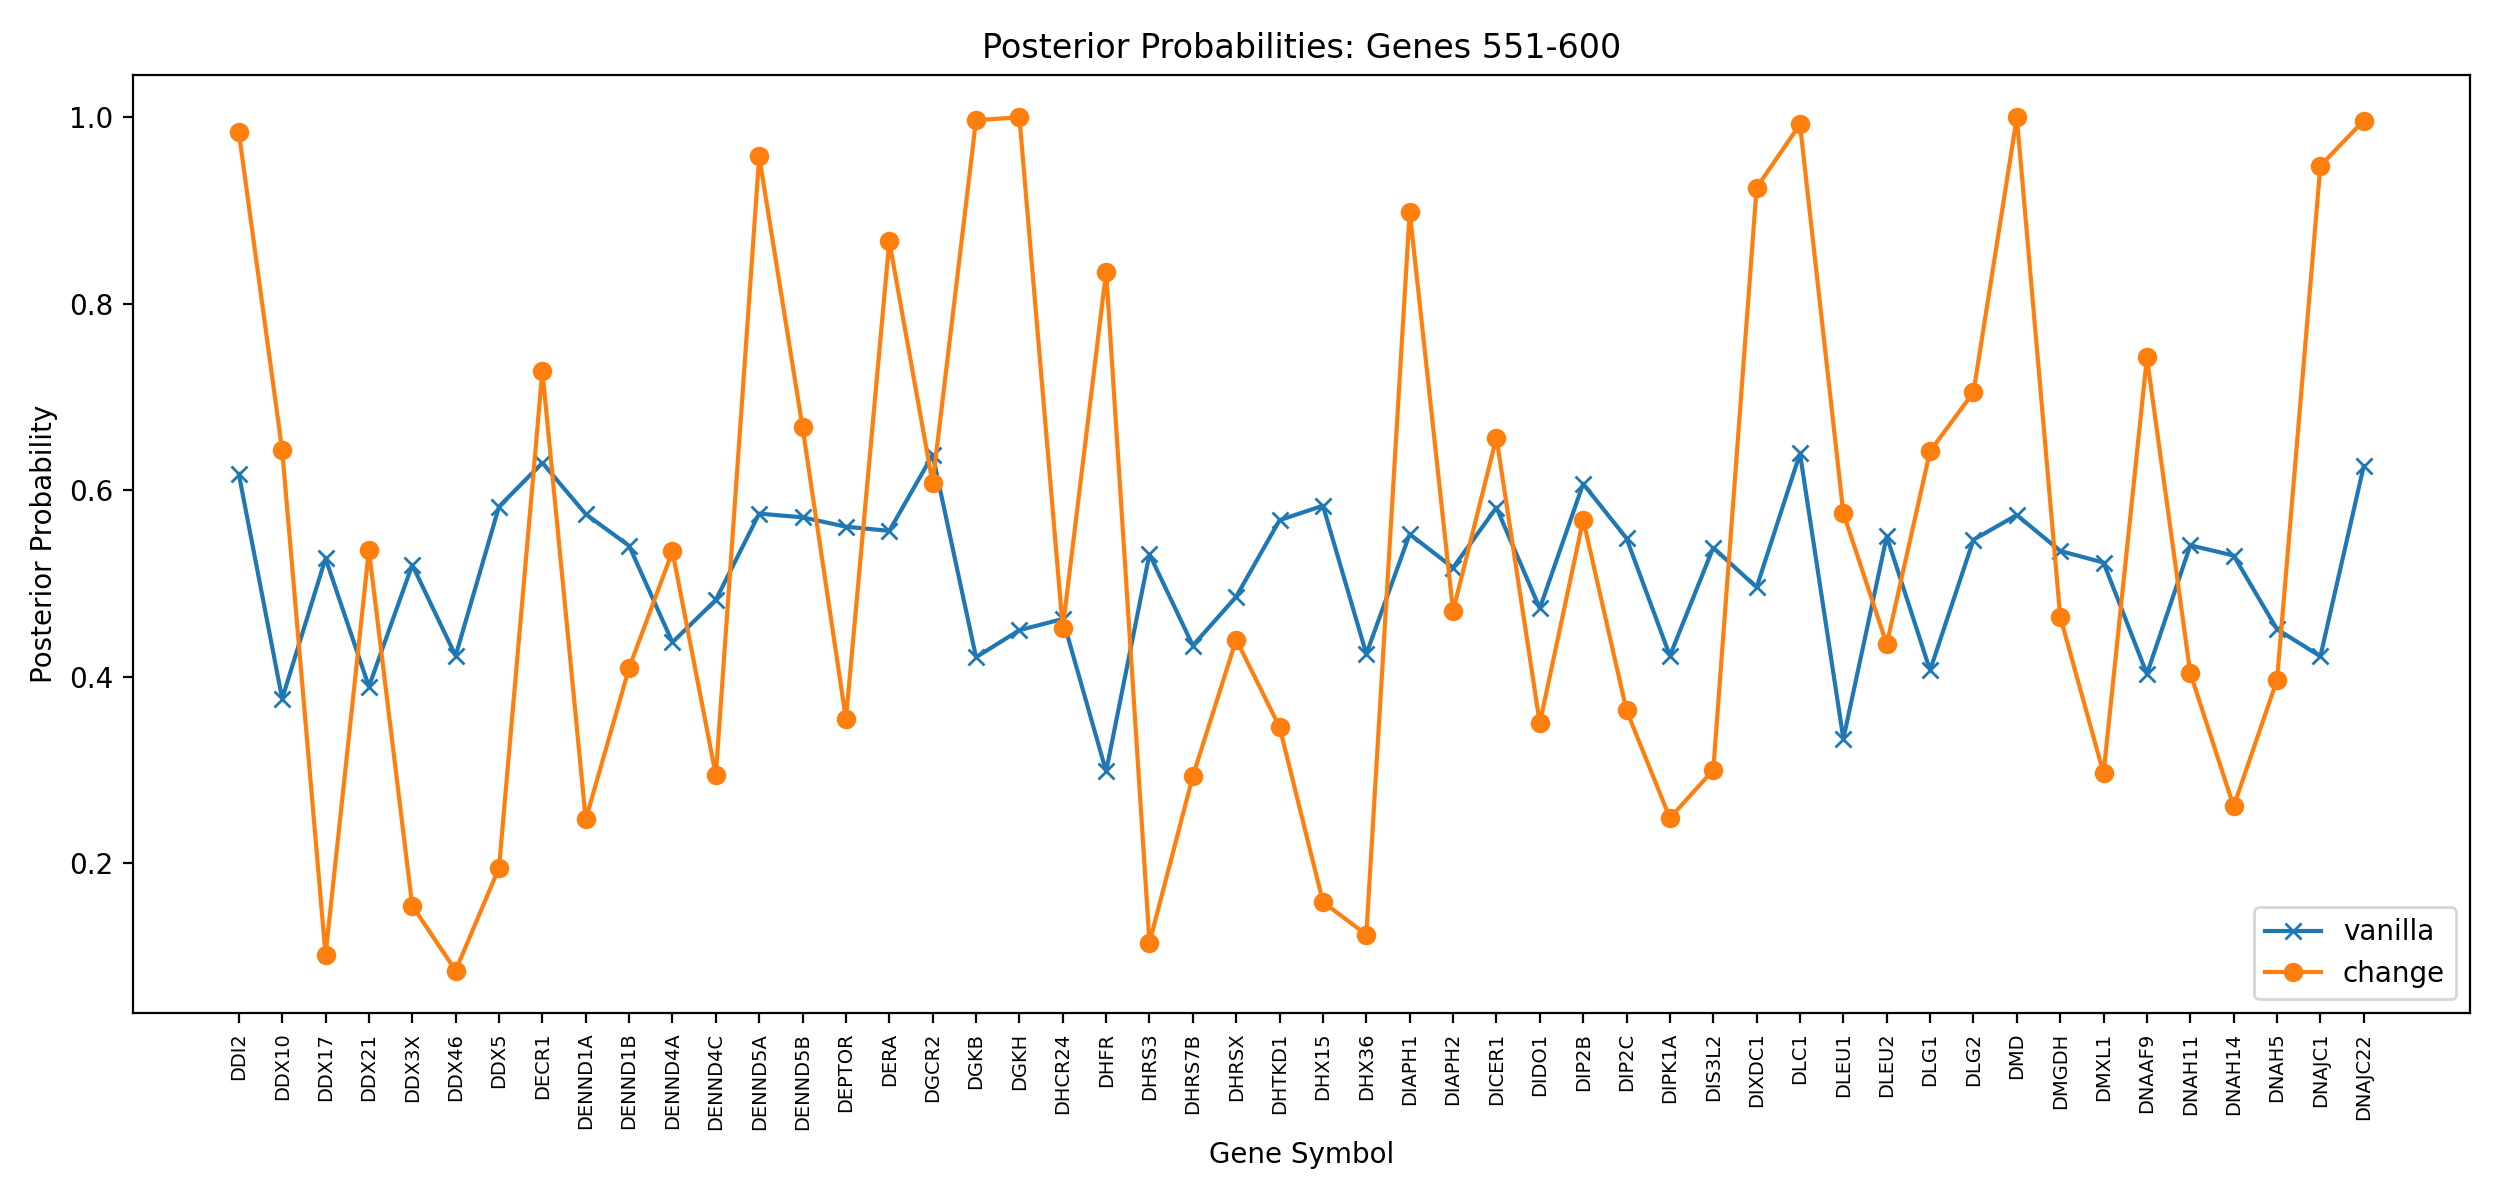 Posterior Probabilities: Genes 551-600
Posterior Probability
1.0
0.8
0.6
0.4
0.2
vanilla
change
DDI2
DDX10
DDX17
DDX21
DDX3X
DDX46
DDX5
DECR1
DENND1A
DENND1B
DENND4A
DENND4C
DENND5A
DENND5B
DEPTOR
DERA
DGCR2
DGKB
DGKH
DHCR24
DHFR
DHRS3
DHRS7B
DHRSX
DHTKD1
DHX15
DHX36
DIAPH1
DIAPH2
DICER1
DIDO1
DIP2B
DIP2C
DIPK1A
DIS3L2
DIXDC1
DLC1
DLEU1
DLEU2
DLG1
DLG2
DMD
DMGDH
DMXL1
DNAAF9
DNAH11
DNAH14
DNAH5
DNAJC1
DNAJC22
Gene Symbol